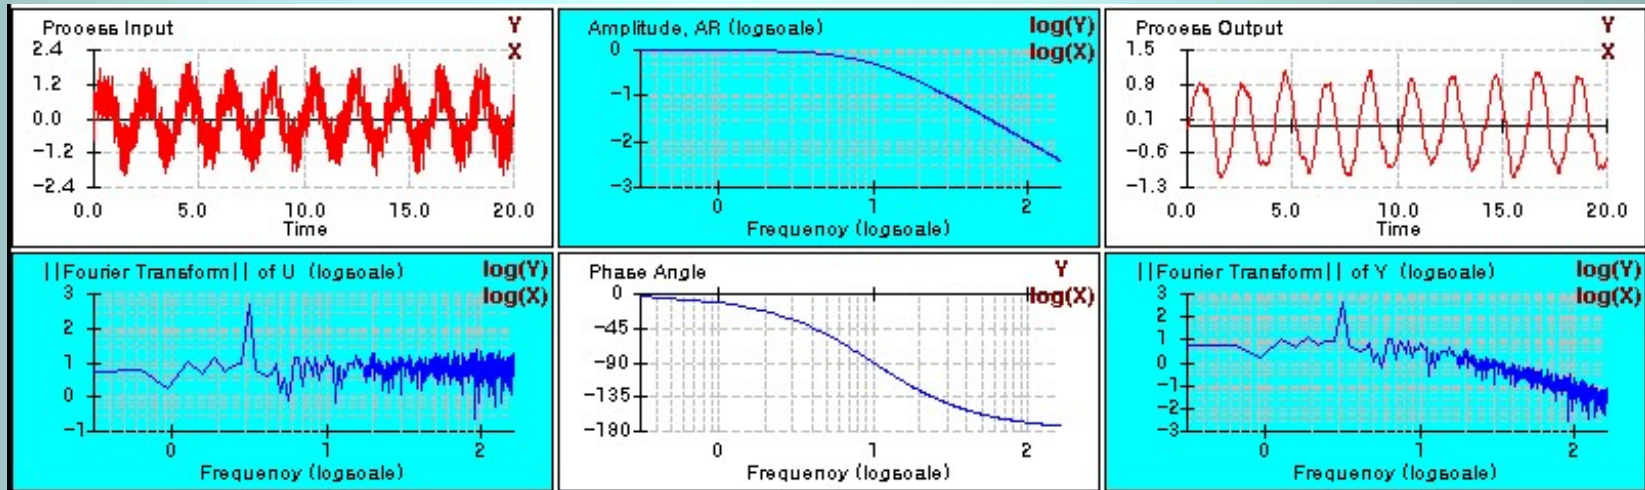 Process Input Y
X
2.4
1.2
0.0
−1.2
−2.4
0.0 5.0 10.0 15.0 20.0
Time
Amplitude, AR (logscale) log(Y)
log(X)
0
−1
−2
−3
0 1 2
Frequency (logscale)
Process Output Y
X
1.5
0.8
0.1
−0.6
−1.3
0.0 5.0 10.0 15.0 20.0
Time
||Fourier Transform|| of U (logscale) log(Y)
log(X)
3
2
1
0
−1
0 1 2
Frequency (logscale)
Phase Angle Y
log(X)
0
−45
−90
−135
−180
0 1 2
Frequency (logscale)
||Fourier Transform|| of Y (logscale) log(Y)
log(X)
3
2
1
0
−1
−2
−3
0 1 2
Frequency (logscale)